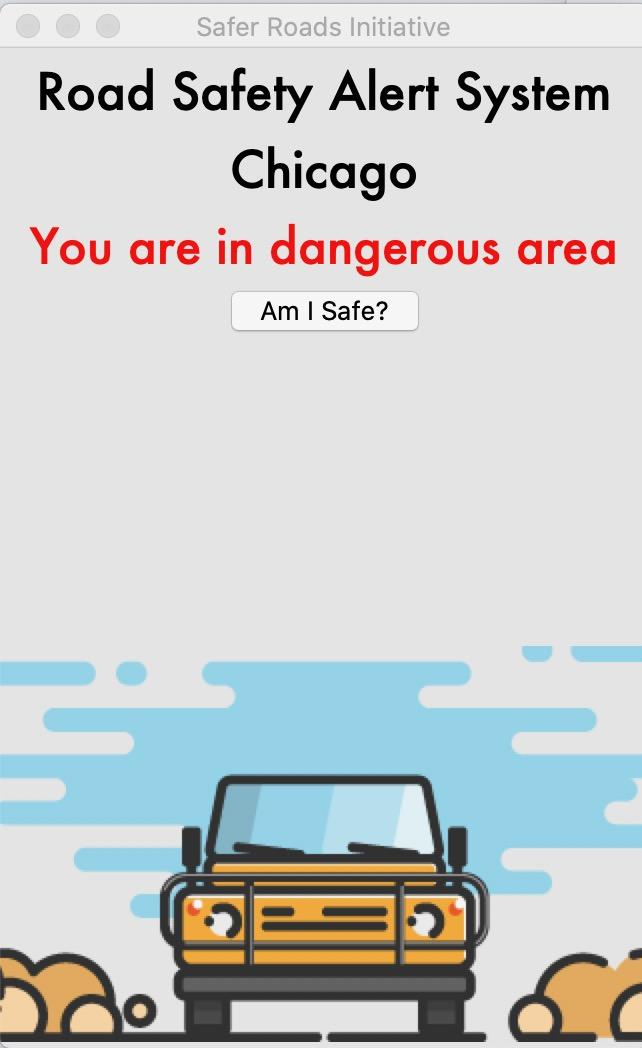 Safer Roads Initiative
Road Safety Alert System
Chicago
You are in dangerous area
Am I Safe?